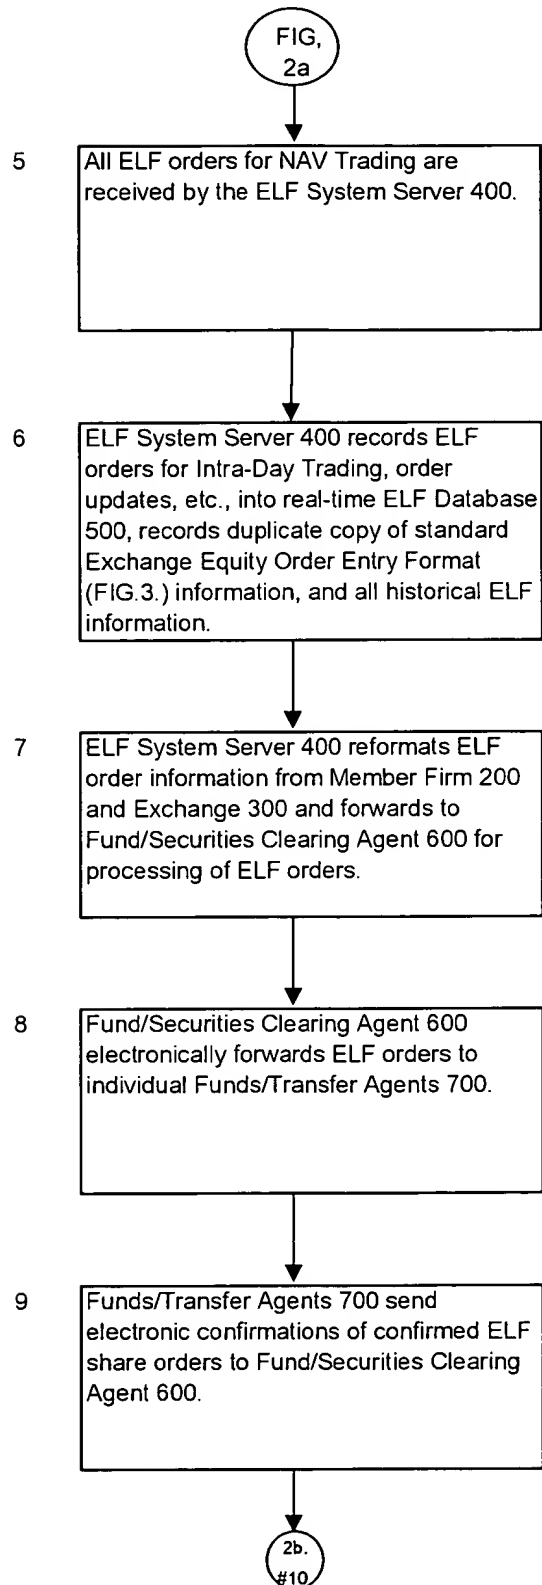 FIG,
2a
5
All ELF orders for NAV Trading are
received by the ELF System Server 400.
6
ELF System Server 400 records ELF
orders for Intra-Day Trading, order
updates, etc., into real-time ELF Database
500, records duplicate copy of standard
Exchange Equity Order Entry Format
(FIG.3.) information, and all historical ELF
information.
7
ELF System Server 400 reformats ELF
order information from Member Firm 200
and Exchange 300 and forwards to
Fund/Securities Clearing Agent 600 for
processing of ELF orders.
8
Fund/Securities Clearing Agent 600
electronically forwards ELF orders to
individual Funds/Transfer Agents 700.
9
Funds/Transfer Agents 700 send
electronic confirmations of confirmed ELF
share orders to Fund/Securities Clearing
Agent 600.
2b.
#10